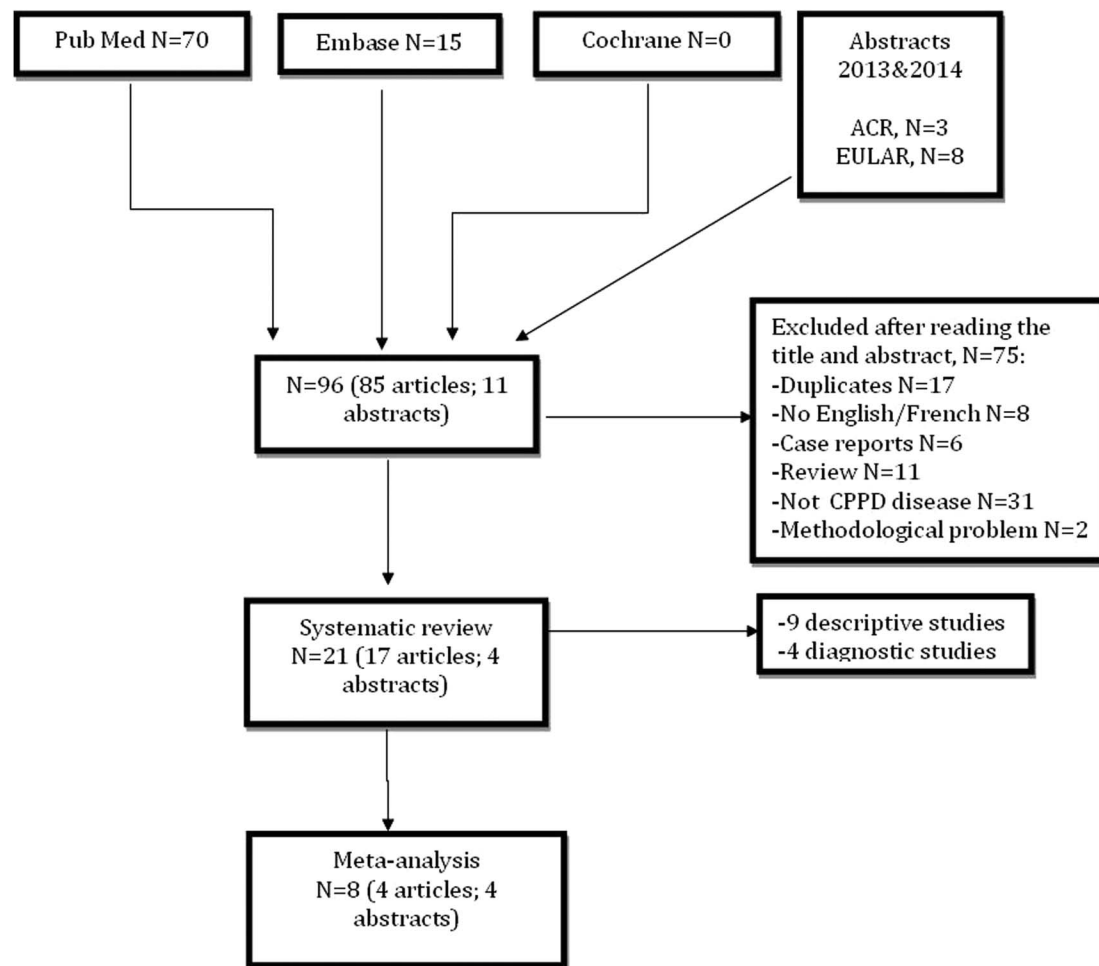 Pub Med N=70
Embase N=15
Cochrane N=0
Abstracts
2013&2014
ACR, N=3
EULAR, N=8
N=96 (85 articles; 11
abstracts)
Excluded after reading the
title and abstract, N=75:
-Duplicates N=17
-No English/French N=8
-Case reports N=6
-Review N=11
-Not CPPD disease N=31
-Methodological problem N=2
Systematic review
N=21 (17 articles; 4
abstracts)
-9 descriptive studies
-4 diagnostic studies
Meta-analysis
N=8 (4 articles; 4
abstracts)